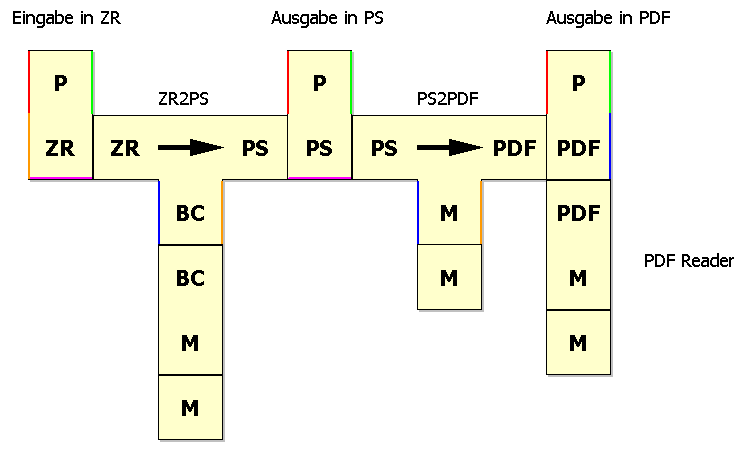 Eingabe in ZR Ausgabe in PS Ausgabe in PDF
P P P
ZR2PS PS2PDF
ZR ZR PS PS PS PDF PDF
BC M PDF
BC M M PDF Reader
M M
M